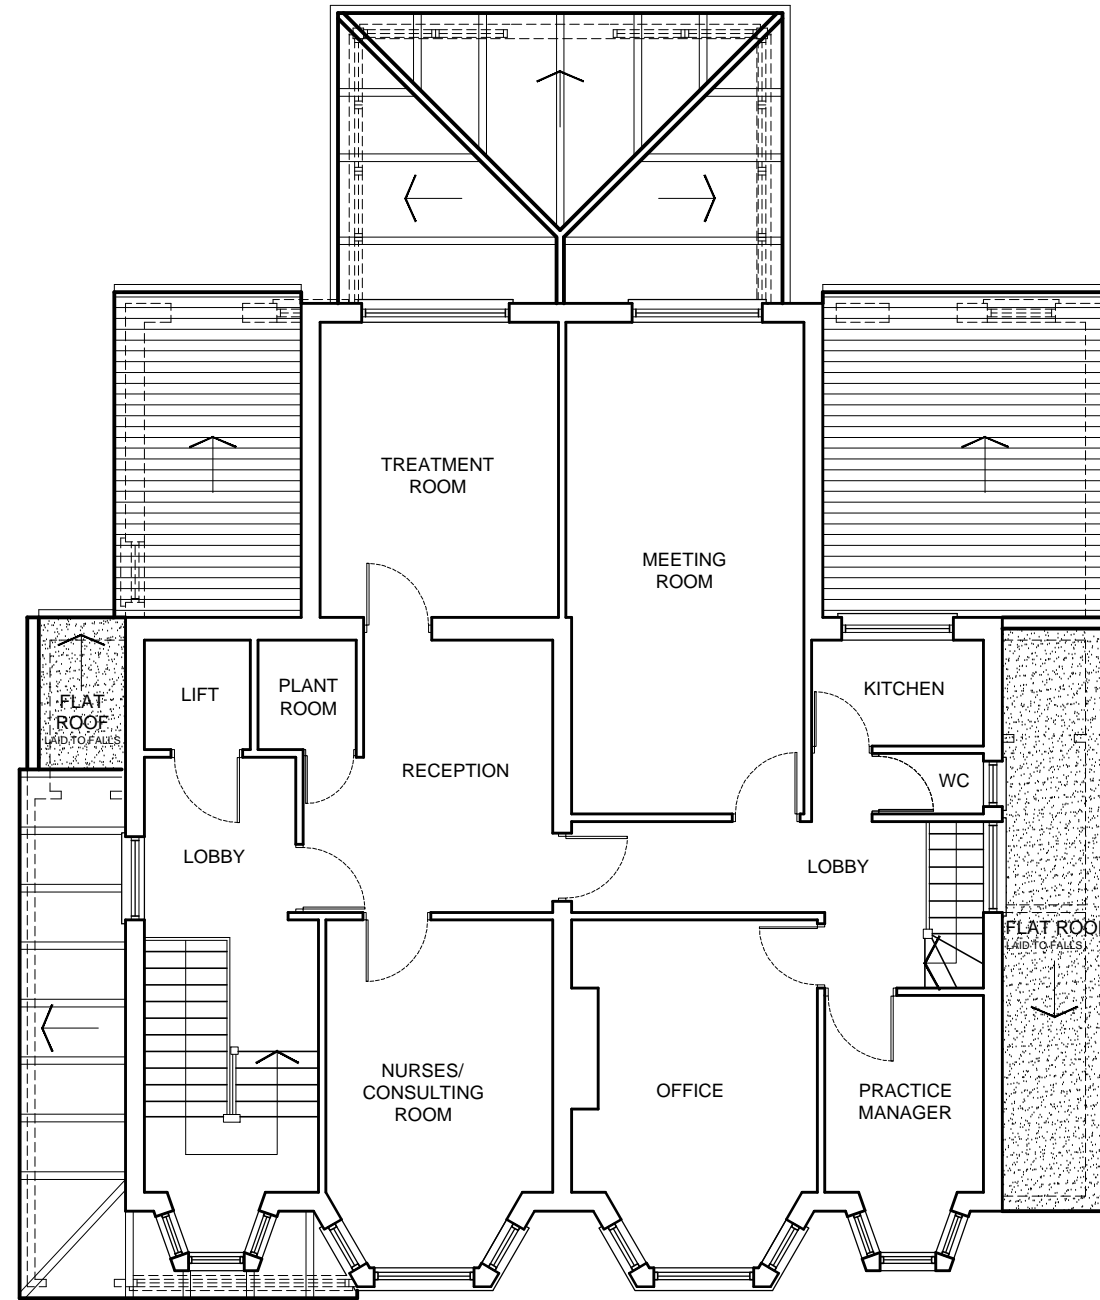 TREATMENT
ROOM
MEETING
ROOM
LIFT
PLANT
ROOM
KITCHEN
FLAT
ROOF
LAID TO FALLS
RECEPTION
WC
LOBBY
LOBBY
FLAT ROOF
LAID TO FALLS
NURSES/
CONSULTING
ROOM
OFFICE
PRACTICE
MANAGER